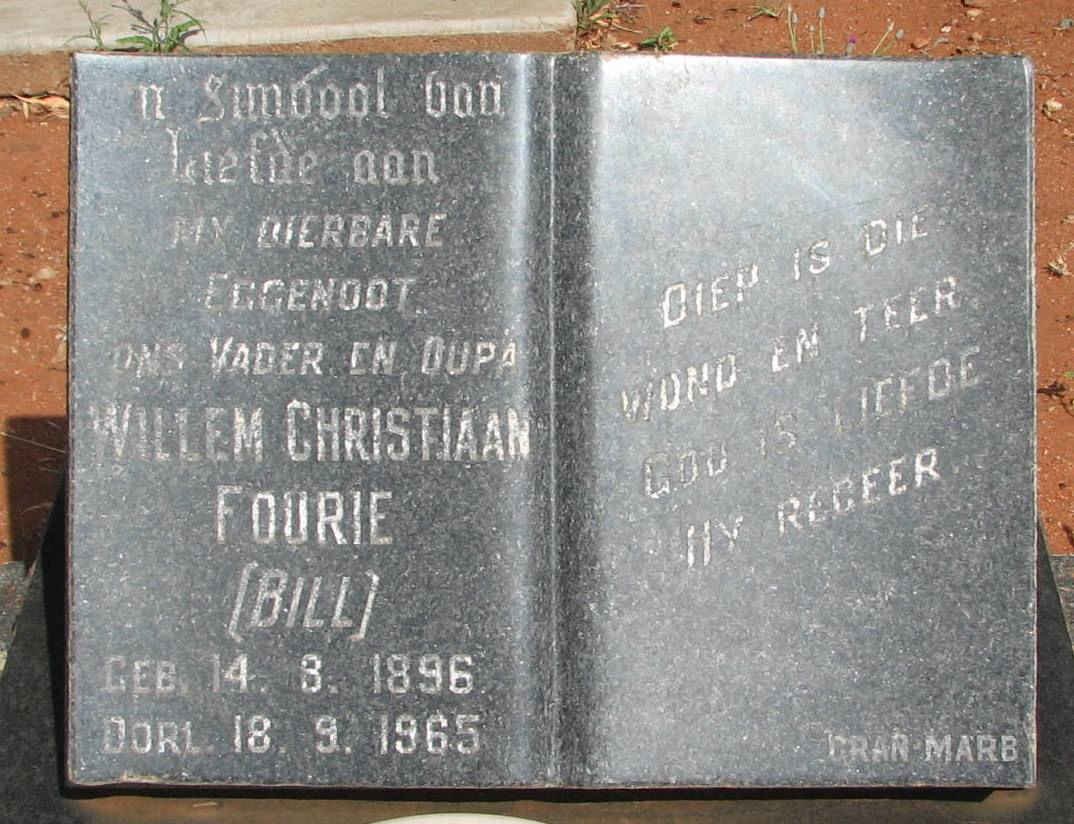 'n Simbool van
Liefde aan
MY DIERBARE
EGGENOOT
ONS VADER EN OUPA
WILLEM CHRISTIAAN
FOURIE
(BILL)
GEB. 14. 8. 1896
OORL. 18. 9. 1965
DIEP IS DIE
WOND EN TEER.
GOD IS LIEFDE
HY REGEER...
GRAN-MARB